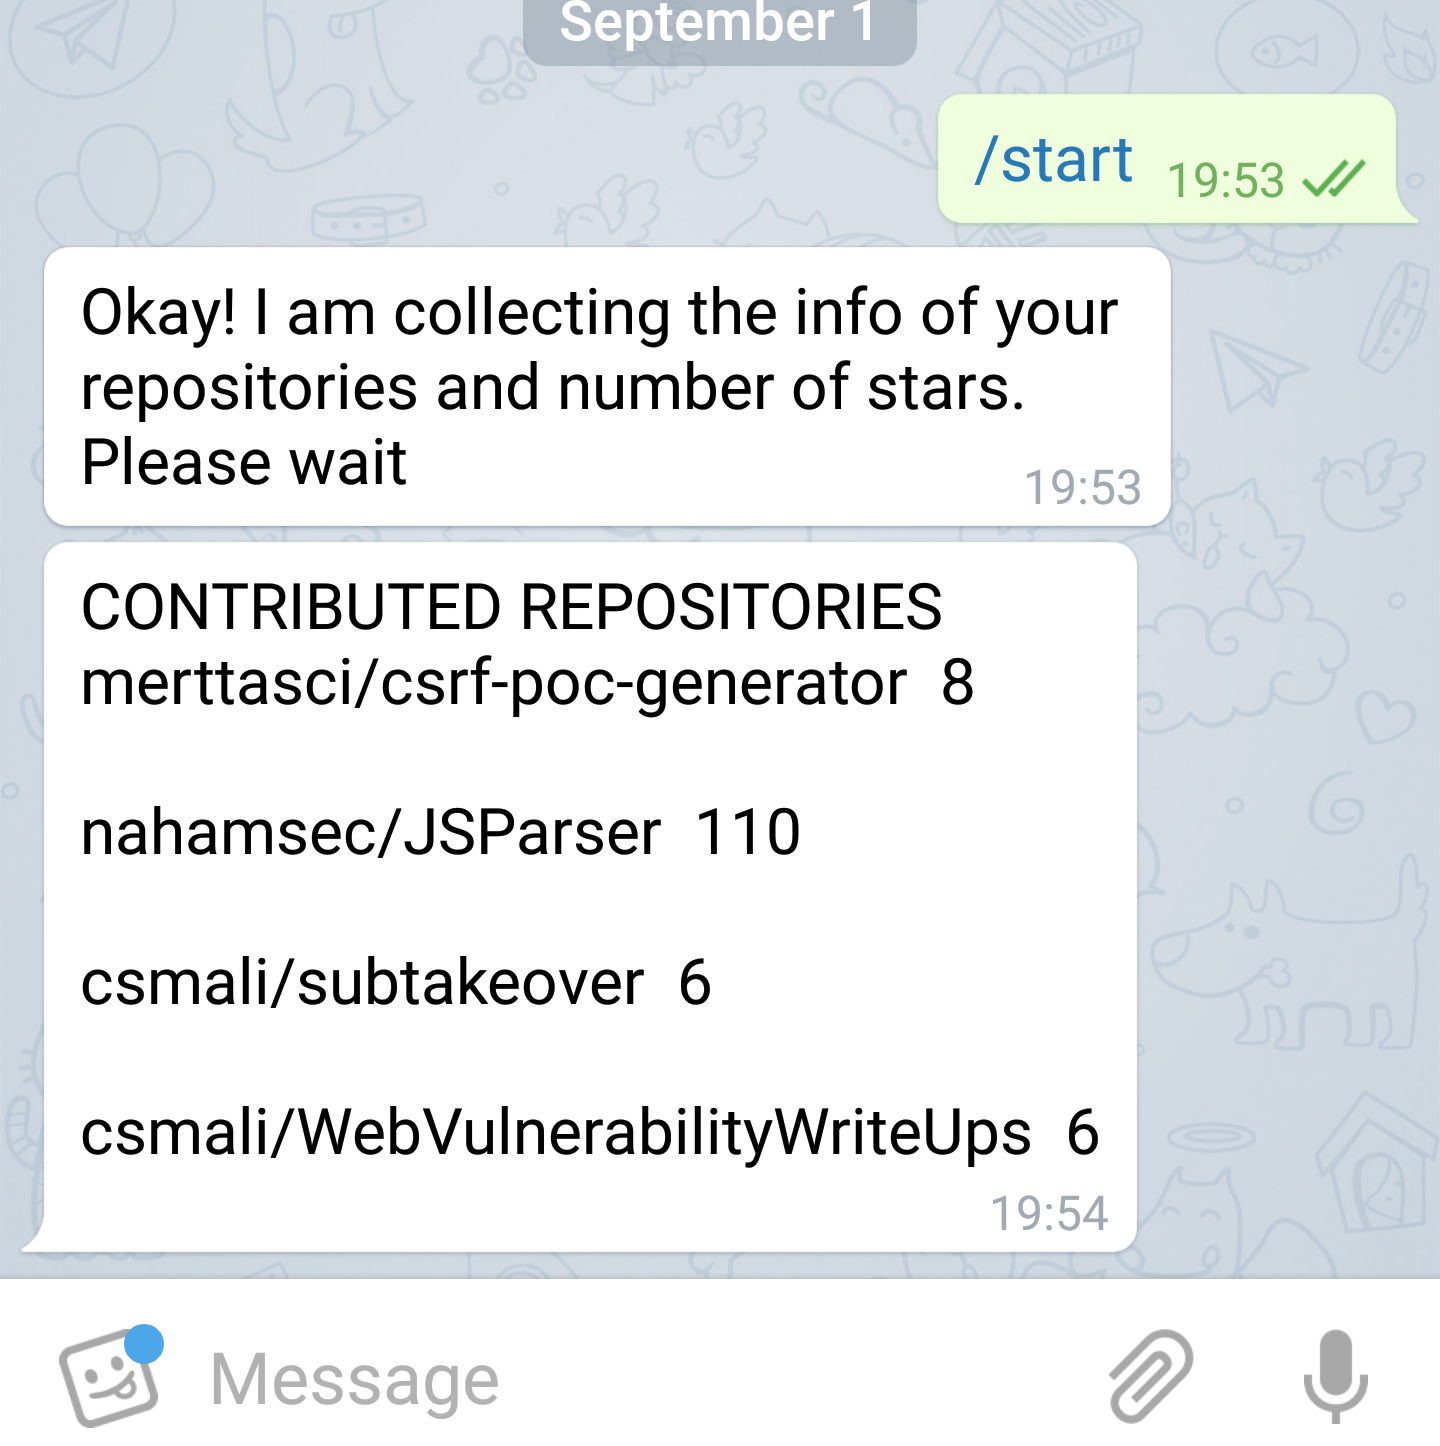 September 1
/start 19:53
Okay! I am collecting the info of your
repositories and number of stars.
Please wait
19:53
CONTRIBUTED REPOSITORIES
merttasci/csrf-poc-generator 8
nahamsec/JSParser 110
csmali/subtakeover 6
csmali/WebVulnerabilityWriteUps 6
19:54
Message